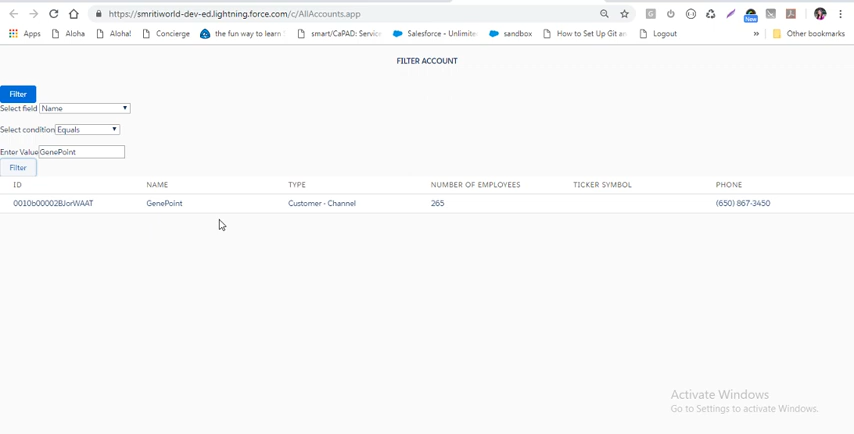 https://smritiworld-dev-ed.lightning.force.com/c/AllAccounts.app
Apps Aloha Aloha! Concierge the fun way to learn smart/CaPAD: Service Salesforce - Unlimite sandbox How to Set Up Git an Logout » Other bookmarks
New
FILTER ACCOUNT
Filter
Select field Name
Select condition Equals
Enter Value GenePoint
Filter
ID NAME TYPE NUMBER OF EMPLOYEES TICKER SYMBOL PHONE
0010b00002BJorWAAT GenePoint Customer - Channel 265 (650) 867-3450
Activate Windows
Go to Settings to activate Windows.